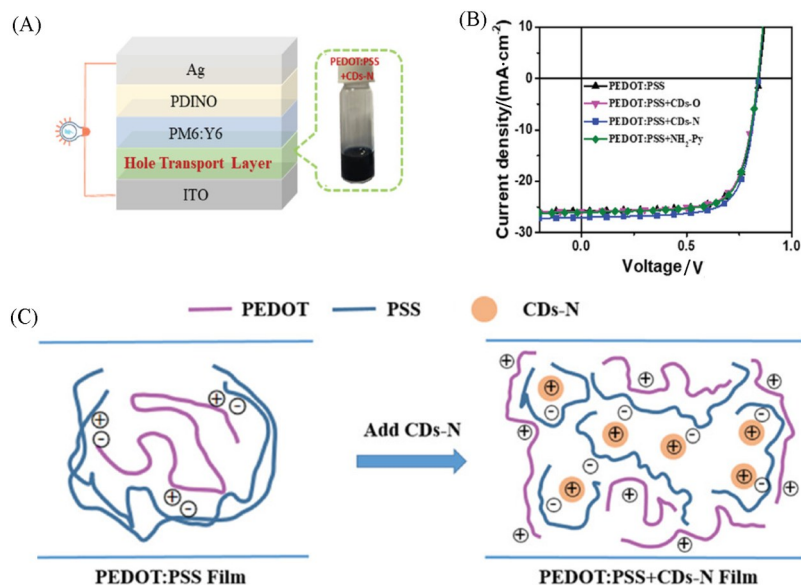 (A)
Ag
PDINO
PM6:Y6
Hole Transport Layer
ITO
PEDOT:PSS
+CDs-N
(B)
Current density/(mA·cm⁻²)
10
0
-10
-20
-30
PEDOT:PSS
PEDOT:PSS+CDs-O
PEDOT:PSS+CDs-N
PEDOT:PSS+NH₂-Py
0.0
0.5
1.0
Voltage/V
(C)
PEDOT
PSS
CDs-N
Add CDs-N
PEDOT:PSS Film
PEDOT:PSS+CDs-N Film